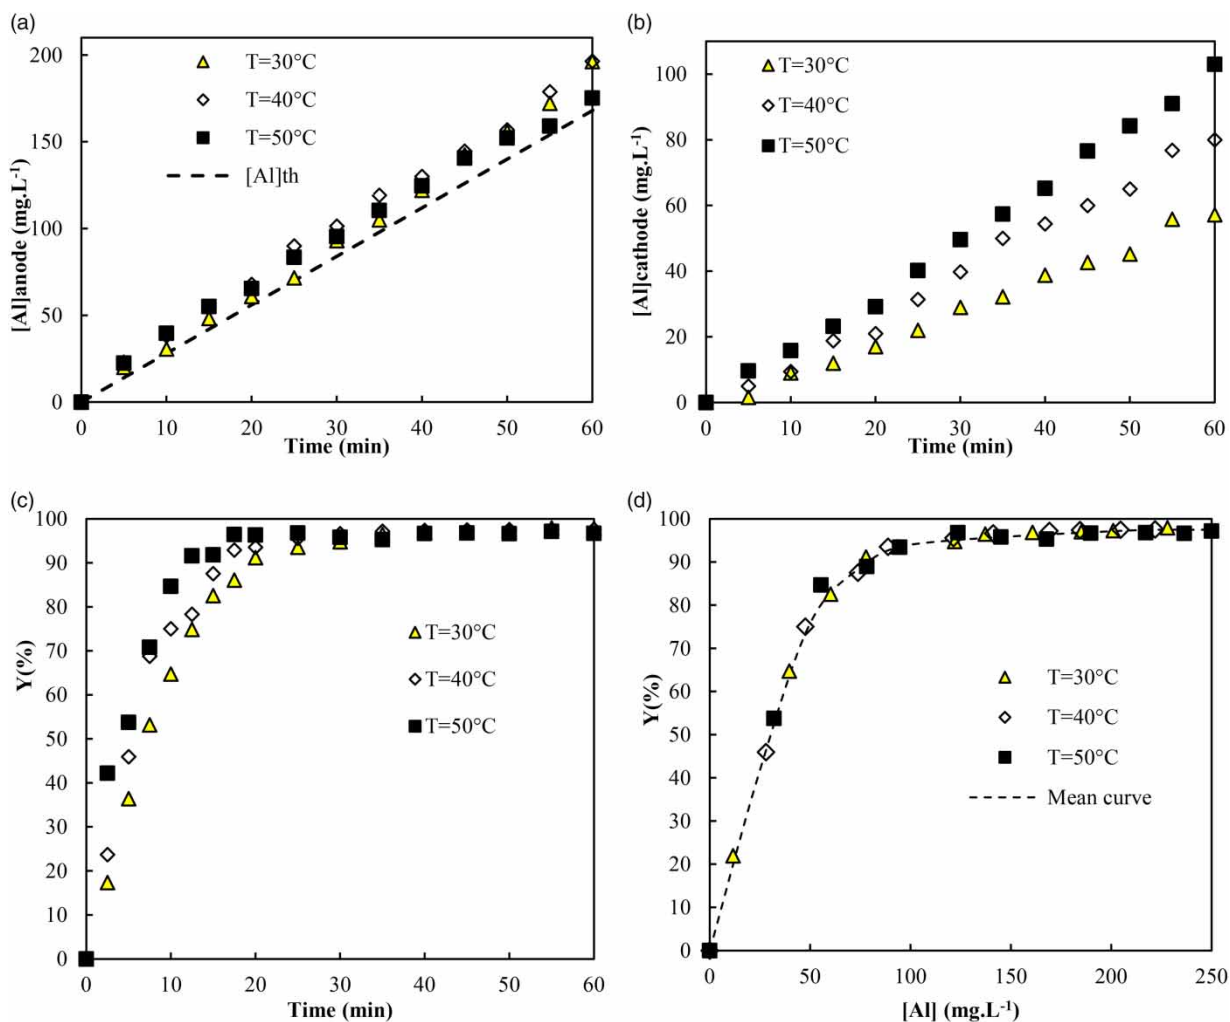 (a)
200
150
100
50
0
[Al]anode (mg.L⁻¹)
T=30°C
T=40°C
T=50°C
[Al]th
0 10 20 30 40 50 60
Time (min)
(b)
100
80
60
40
20
0
[Al]cathode (mg.L⁻¹)
T=30°C
T=40°C
T=50°C
0 10 20 30 40 50 60
Time (min)
(c)
100
90
80
70
60
50
40
30
20
10
0
Y(%)
T=30°C
T=40°C
T=50°C
0 10 20 30 40 50 60
Time (min)
(d)
100
90
80
70
60
50
40
30
20
10
0
Y(%)
T=30°C
T=40°C
T=50°C
Mean curve
0 50 100 150 200 250
[Al] (mg.L⁻¹)